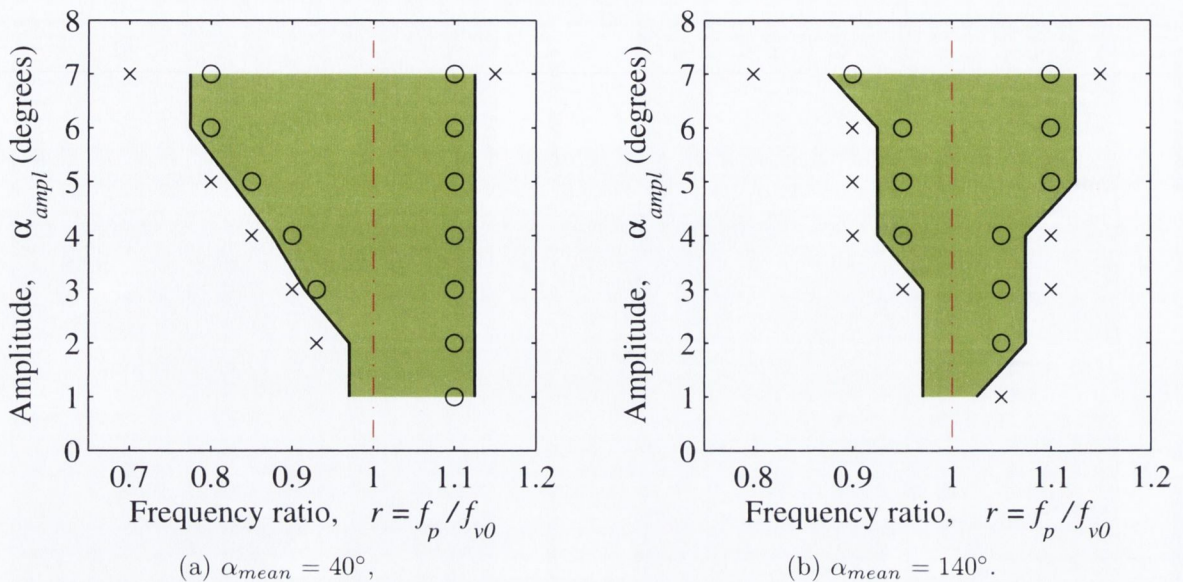 8
7
6
5
4
3
2
1
0
Amplitude, α_ampl (degrees)
0.7 0.8 0.9 1 1.1 1.2
Frequency ratio, r = f_p/f_v0
(a) α_mean = 40°,
8
7
6
5
4
3
2
1
0
Amplitude, α_ampl (degrees)
0.8 0.9 1 1.1 1.2
Frequency ratio, r = f_p/f_v0
(b) α_mean = 140°.